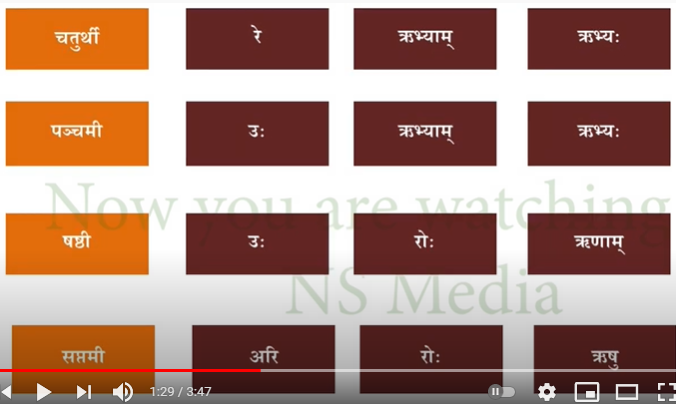 चतुर्थी रे ऋभ्याम् ऋभ्यः
पञ्चमी उः ऋभ्याम् ऋभ्यः
Now you are watching
षष्ठी उः रोः ऋणाम्
NS Media
सप्तमी अरि रोः ऋषु
1:29 / 3:47